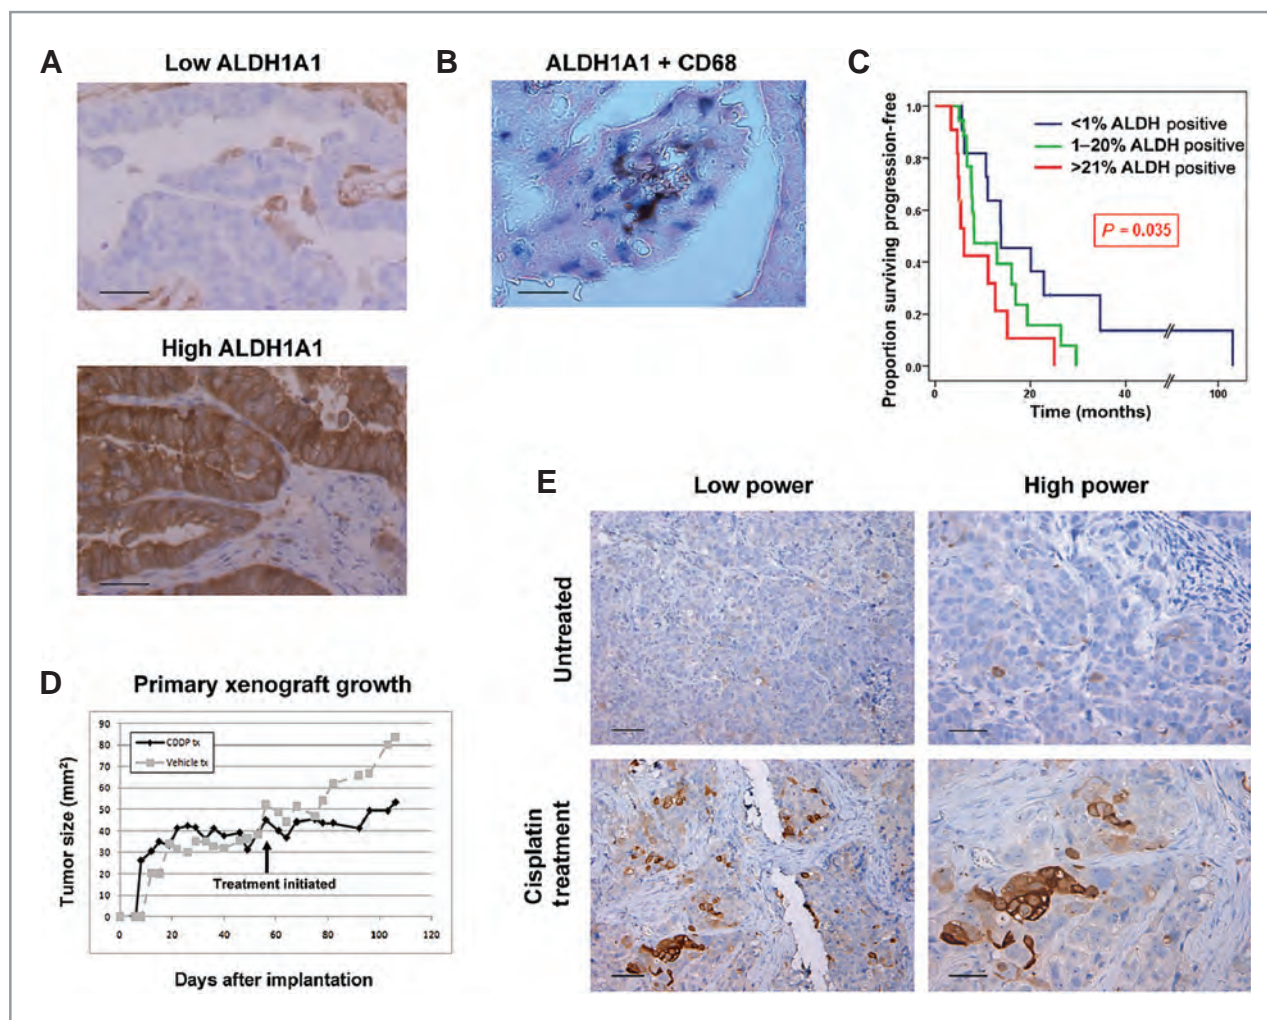 A
Low ALDH1A1
High ALDH1A1
B
ALDH1A1 + CD68
C
Proportion surviving progression-free
1.0
0.8
0.6
0.4
0.2
0.0
<1% ALDH positive
1–20% ALDH positive
>21% ALDH positive
P = 0.035
0
20
40
100
Time (months)
D
Primary xenograft growth
Tumor size (mm²)
90
80
70
60
50
40
30
20
10
0
CDDP tx
Vehicle tx
Treatment initiated
0
20
40
60
80
100
120
Days after implantation
E
Low power
High power
Untreated
Cisplatin
treatment